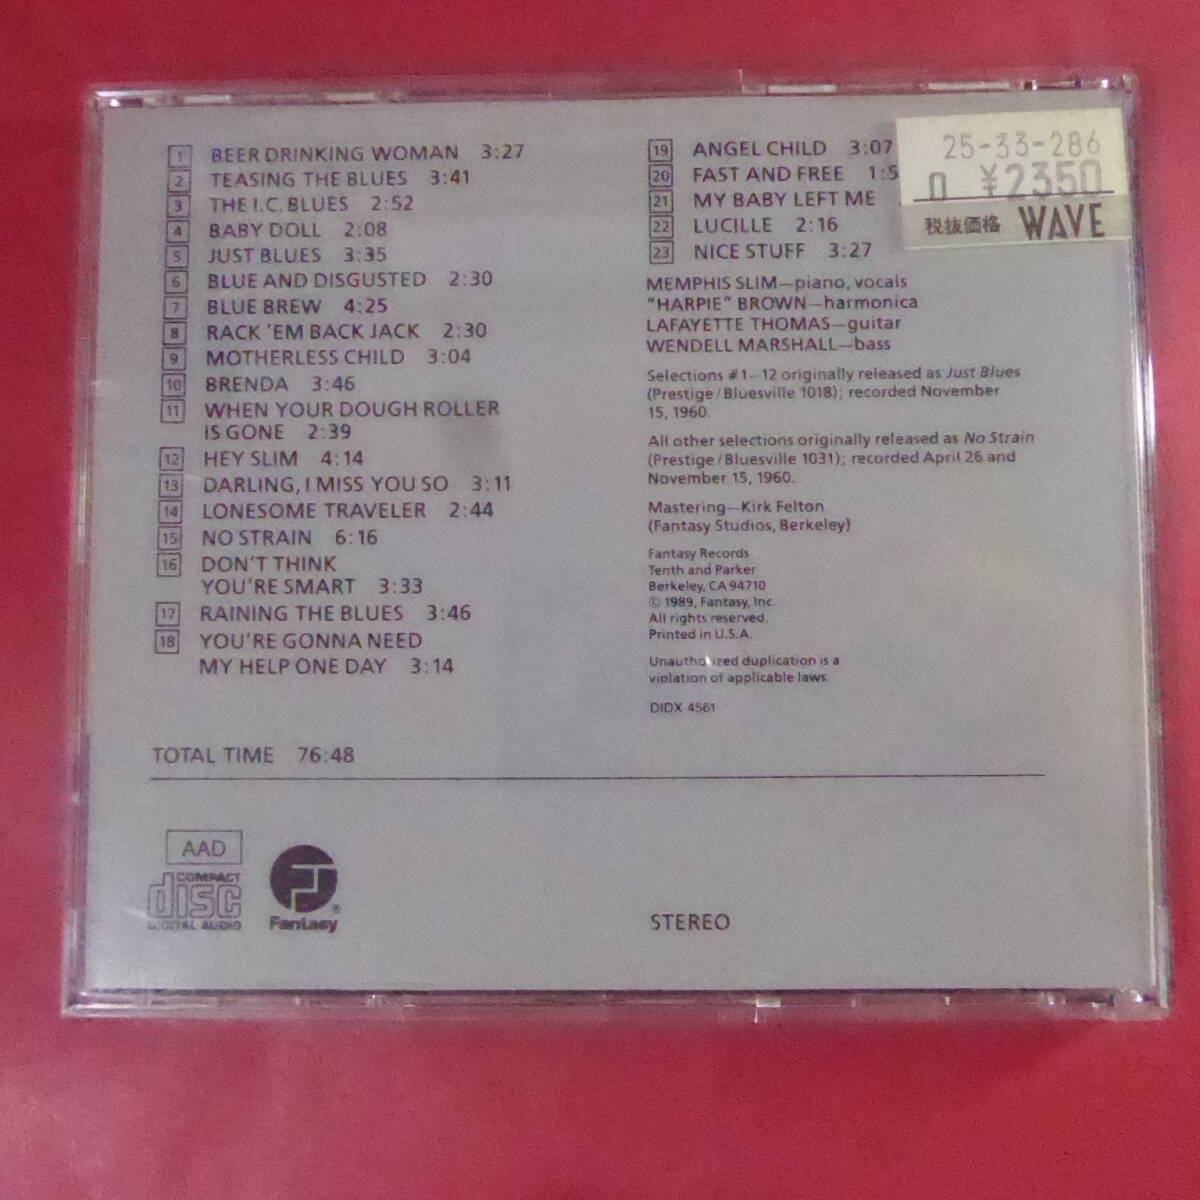 1 BEER DRINKING WOMAN 3:27
2 TEASING THE BLUES 3:41
3 THE I.C. BLUES 2:52
4 BABY DOLL 2:08
5 JUST BLUES 3:35
6 BLUE AND DISGUSTED 2:30
7 BLUE BREW 4:25
8 RACK 'EM BACK JACK 2:30
9 MOTHERLESS CHILD 3:04
10 BRENDA 3:46
11 WHEN YOUR DOUGH ROLLER
IS GONE 2:39
12 HEY SLIM 4:14
13 DARLING, I MISS YOU SO 3:11
14 LONESOME TRAVELER 2:44
15 NO STRAIN 6:16
16 DON'T THINK
YOU'RE SMART 3:33
17 RAINING THE BLUES 3:46
18 YOU'RE GONNA NEED
MY HELP ONE DAY 3:14
19 ANGEL CHILD 3:07
20 FAST AND FREE 1:5
21 MY BABY LEFT ME
22 LUCILLE 2:16
23 NICE STUFF 3:27
25-33-286
0 ¥2350
税抜価格 WAVE
MEMPHIS SLIM—piano, vocals
"HARPIE" BROWN—harmonica
LAFAYETTE THOMAS—guitar
WENDELL MARSHALL—bass
Selections #1-12 originally released as Just Blues
(Prestige/Bluesville 1018); recorded November
15, 1960.
All other selections originally released as No Strain
(Prestige/Bluesville 1031); recorded April 26 and
November 15, 1960.
Mastering—Kirk Felton
(Fantasy Studios, Berkeley)
Fantasy Records
Tenth and Parker
Berkeley, CA 94710
© 1989, Fantasy, Inc.
All rights reserved.
Printed in U.S.A.
Unauthorized duplication is a
violation of applicable laws.
DIDX 4561
TOTAL TIME 76:48
AAD
COMPACT
disc
DIGITAL AUDIO
Fantasy®
STEREO